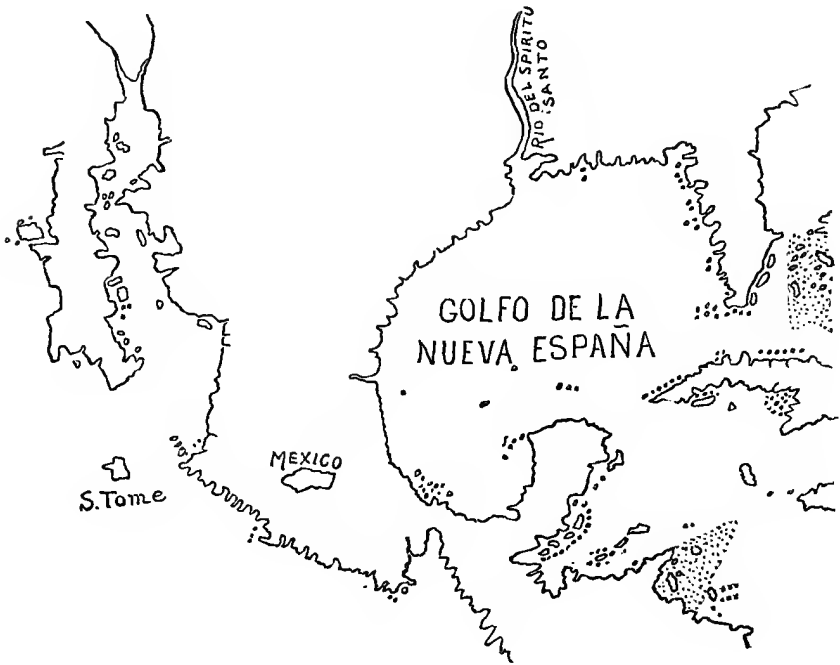 RIO DEL SPIRITU
SANTO
GOLFO DE LA
NUEVA ESPAÑA
MEXICO
S. Tome